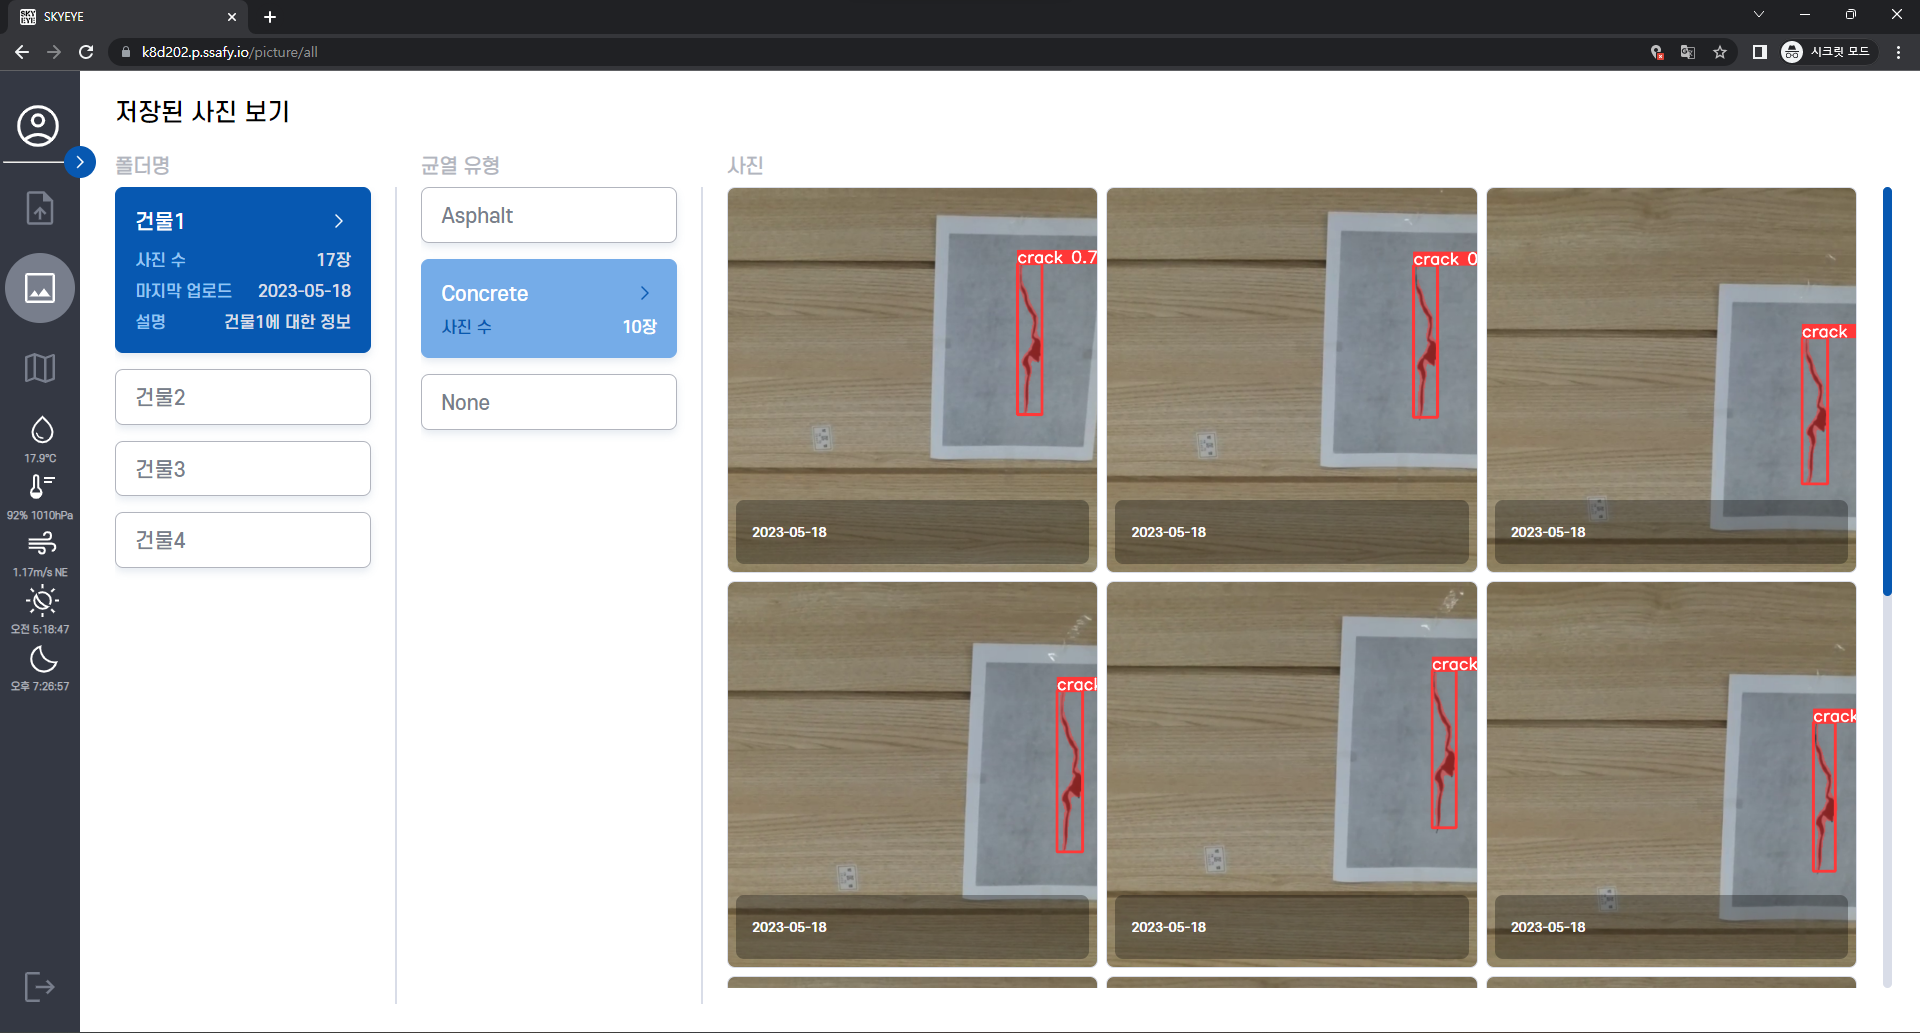 SKYEYE
k8d202.p.ssafy.io/picture/all
시크릿 모드
저장된 사진 보기
폴더명
건물1
사진 수 17장
마지막 업로드 2023-05-18
설명 건물1에 대한 정보
건물2
건물3
건물4
균열 유형
Asphalt
Concrete
사진 수 10장
None
사진
crack 0.7
2023-05-18
crack 0
2023-05-18
crack
2023-05-18
crack
2023-05-18
crack
2023-05-18
crack
2023-05-18
17.9°C
92% 1010hPa
1.17m/s NE
오전 5:18:47
오후 7:26:57